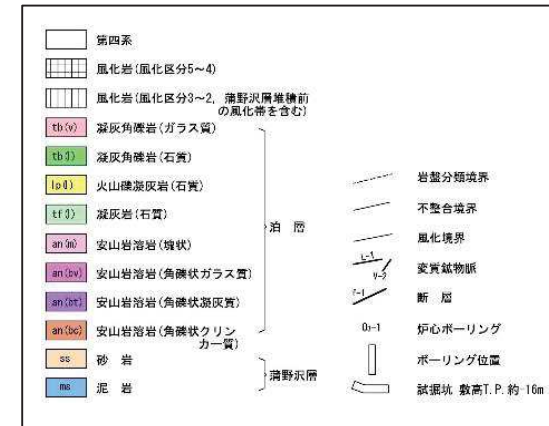 第四系
風化岩(風化区分5~4)
風化岩(風化区分3~2, 蒲野沢層堆積前
の風化帯を含む)
tb(v) 凝灰角礫岩(ガラス質)
tb(l) 凝灰角礫岩(石質)
lp(l) 火山礫凝灰岩(石質)
tf(l) 凝灰岩(石質)
an(m) 安山岩溶岩(塊状)
an(bv) 安山岩溶岩(角礫状ガラス質)
an(bt) 安山岩溶岩(角礫状凝灰質)
an(bc) 安山岩溶岩(角礫状クリン
カー質)
泊 層
ss 砂 岩
ms 泥 岩
蒲野沢層
岩盤分類境界
不整合境界
風化境界
L-1 V-2 変質鉱物脈
F-1 断 層
O₂-1 炉心ボーリング
ボーリング位置
試掘坑 敷高T.P.約-16m